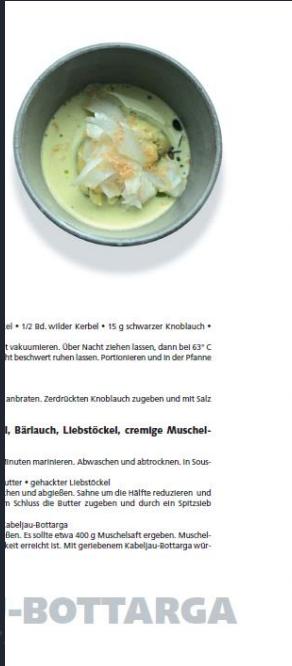 el • 1/2 Bd. wilder Kerbel • 15 g schwarzer Knoblauch •
t vakuumieren. Über Nacht ziehen lassen, dann bei 63° C
ht beschwert ruhen lassen. Portionieren und in der Pfanne
anbraten. Zerdrückten Knoblauch zugeben und mit Salz
l, Bärlauch, Liebstöckel, cremige Muschel-
Minuten marinieren. Abwaschen und abtrocknen. In Sous-
utter • gehackter Liebstöckel
chen und abgießen. Sahne um die Hälfte reduzieren und
m Schluss die Butter zugeben und durch ein Spitzsieb
Kabeljau-Bottarga
ßen. Es sollte etwa 400 g Muschelsaft ergeben. Muschel-
keit erreicht ist. Mit geriebenem Kabeljau-Bottarga wür-
-BOTTARGA